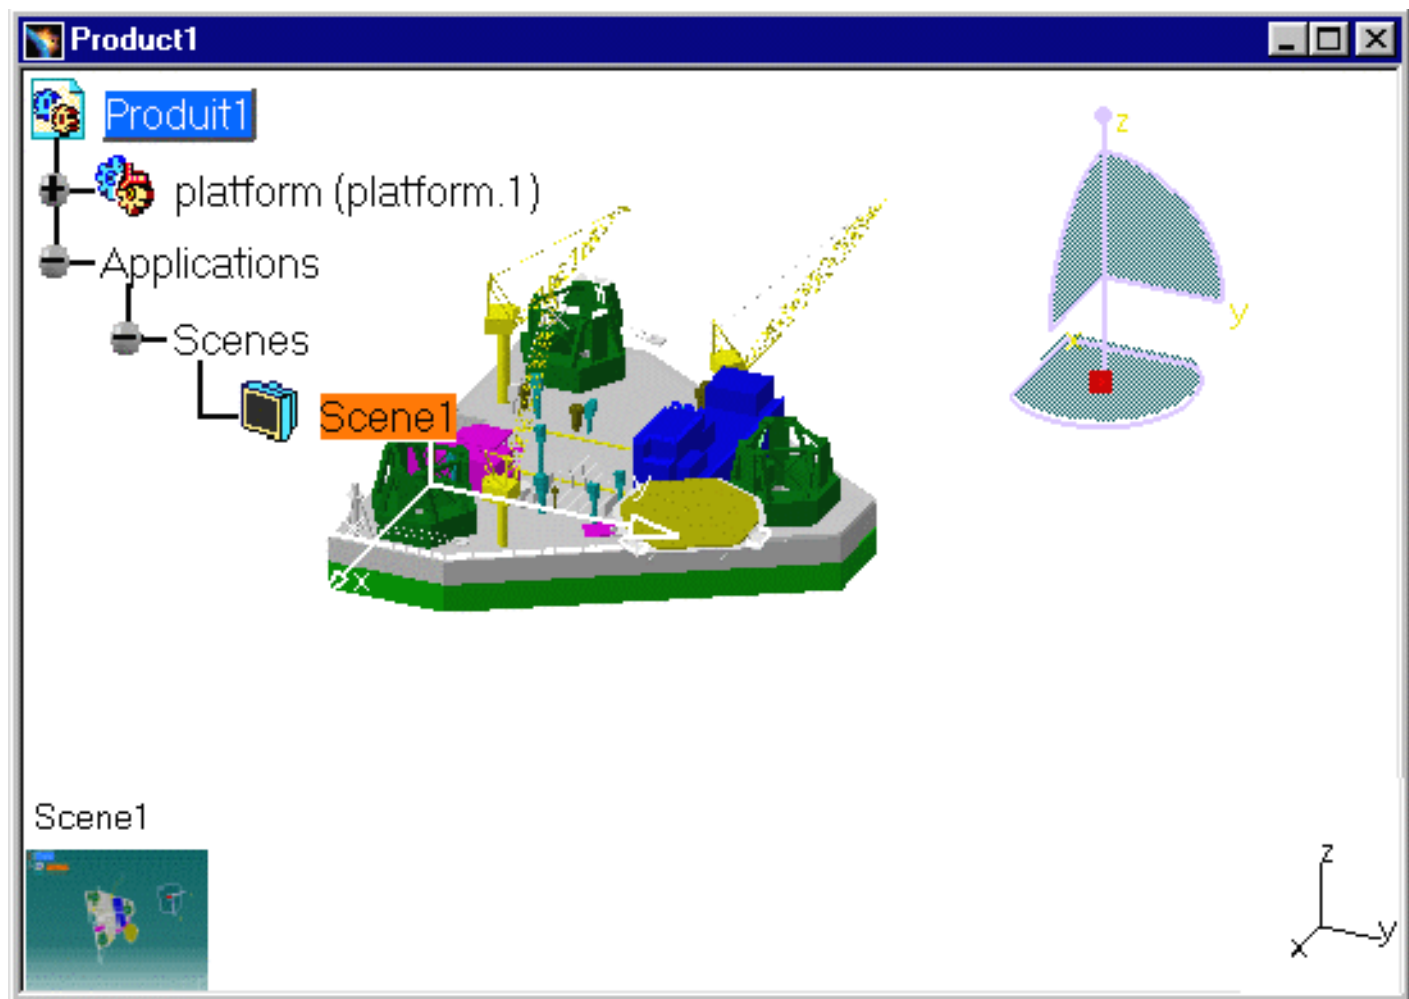 Product1
Produit1
platform (platform.1)
Applications
Scenes
Scene1
z
y
x
x
Scene1
z
y
x